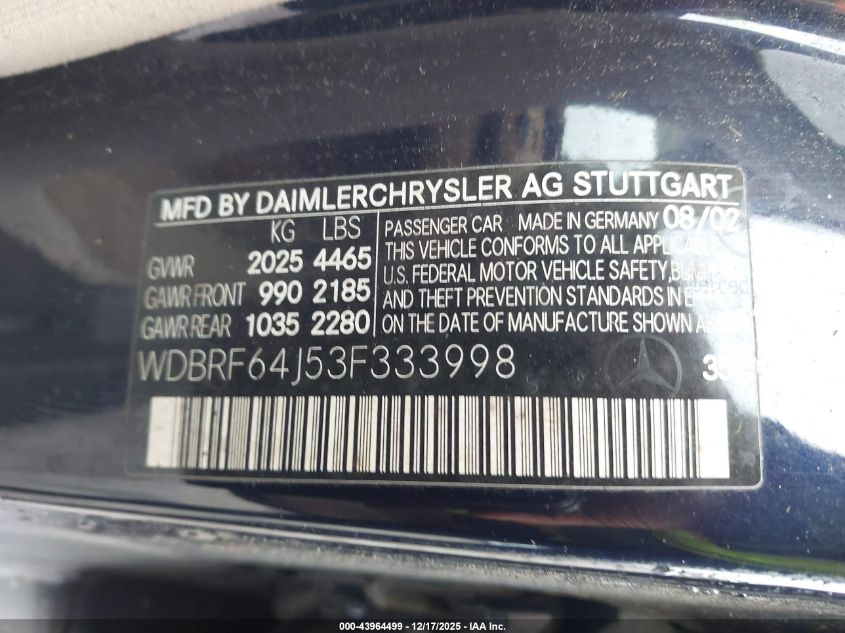 MFD BY DAIMLERCHRYSLER AG STUTTGART
KG LBS
GVWR 2025 4465
GAWR FRONT 990 2185
GAWR REAR 1035 2280
PASSENGER CAR MADE IN GERMANY 08/02
THIS VEHICLE CONFORMS TO ALL
U.S. FEDERAL MOTOR VEHICLE SAFETY,
AND THEFT PREVENTION STANDARDS IN
ON THE DATE OF MANUFACTURE SHOWN
WDBRF64J53F333998
000-43964499 | 12/17/2025 | IAA Inc.